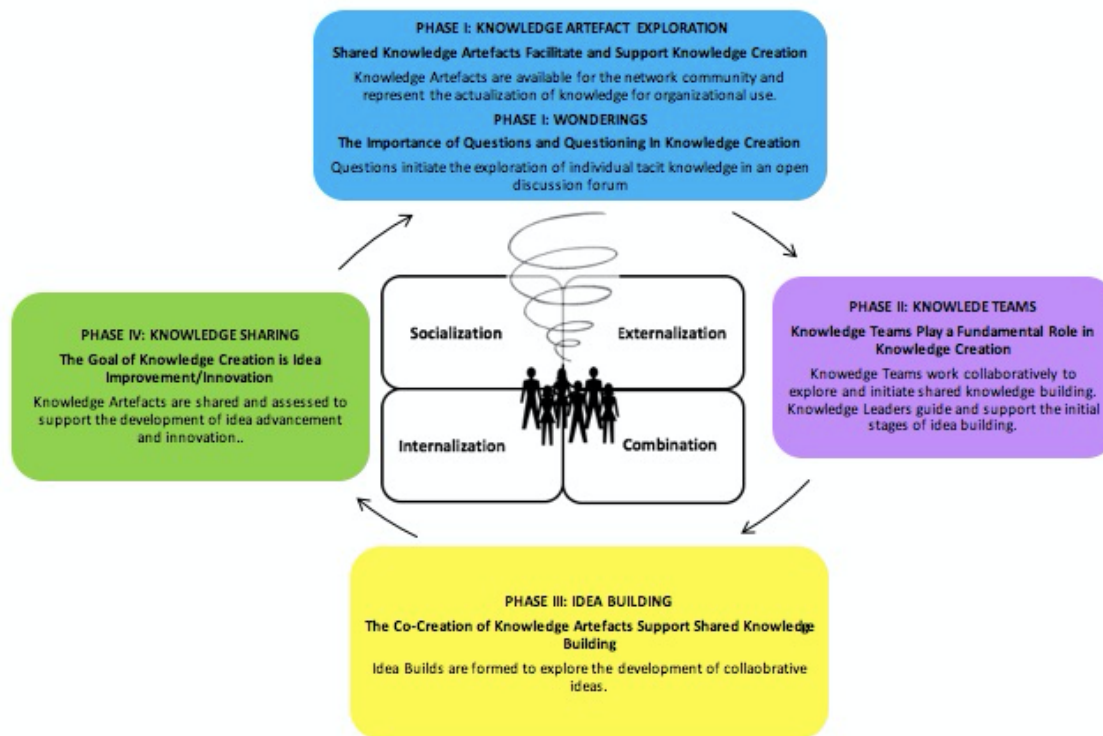 PHASE I: KNOWLEDGE ARTEFACT EXPLORATION
Shared Knowledge Artefacts Facilitate and Support Knowledge Creation
Knowledge Artefacts are available for the network community and
represent the actualization of knowledge for organizational use.
PHASE I: WONDERINGS
The Importance of Questions and Questioning In Knowledge Creation
Questions initiate the exploration of individual tacit knowledge in an open
discussion forum
PHASE II: KNOWLEDE TEAMS
Knowledge Teams Play a Fundamental Role in
Knowledge Creation
Knowedge Teams work collaboratively to
explore and initiate shared knowledge building.
Knowledge Leaders guide and support the initial
stages of idea building.
PHASE III: IDEA BUILDING
The Co-Creation of Knowledge Artefacts Support Shared Knowledge
Building
Idea Builds are formed to explore the development of collaobrative
ideas.
PHASE IV: KNOWLEDGE SHARING
The Goal of Knowledge Creation is Idea
Improvement/Innovation
Knowledge Artefacts are shared and assessed to
support the development of idea advancement
and innovation..
Socialization
Externalization
Internalization
Combination